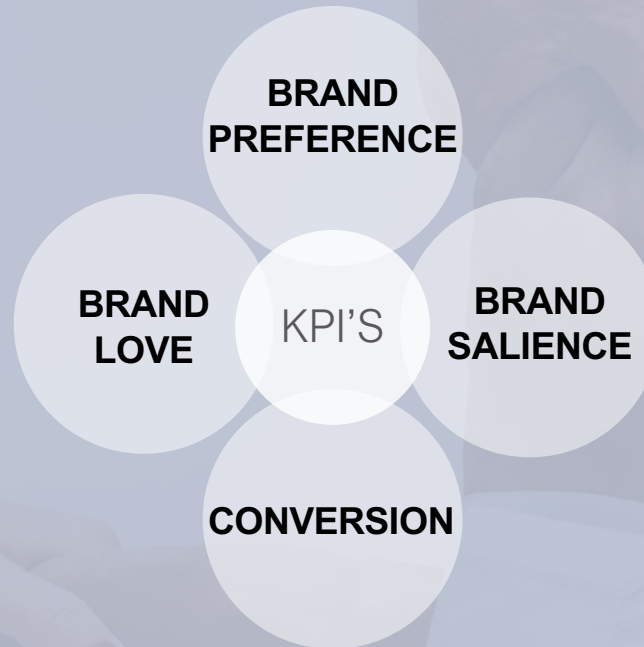 BRAND
PREFERENCE
BRAND
LOVE
KPI'S
BRAND
SALIENCE
CONVERSION